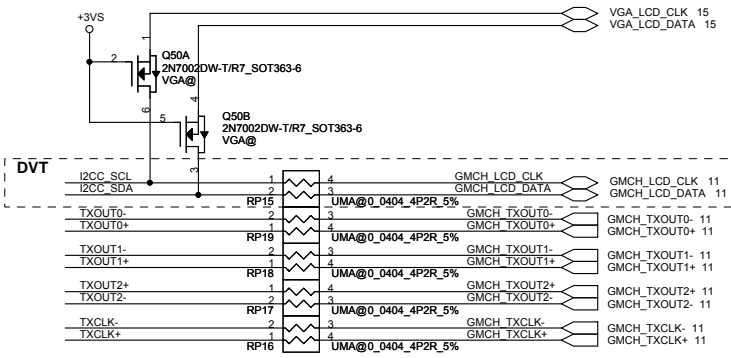 +3VS
VGA_LCD_CLK 15
VGA_LCD_DATA 15
1
2
Q50A
2N7002DW-T/R7_SOT363-6
VGA@
6
4
5
Q50B
2N7002DW-T/R7_SOT363-6
VGA@
3
DVT
I2CC_SCL 1 4 GMCH_LCD_CLK GMCH_LCD_CLK 11
I2CC_SDA 2 3 GMCH_LCD_DATA GMCH_LCD_DATA 11
RP15 UMA@0_0404_4P2R_5%
TXOUT0- 2 3 GMCH_TXOUT0- GMCH_TXOUT0- 11
TXOUT0+ 1 4 GMCH_TXOUT0+ GMCH_TXOUT0+ 11
RP19 UMA@0_0404_4P2R_5%
TXOUT1- 2 3 GMCH_TXOUT1- GMCH_TXOUT1- 11
TXOUT1+ 1 4 GMCH_TXOUT1+ GMCH_TXOUT1+ 11
RP18 UMA@0_0404_4P2R_5%
TXOUT2+ 1 4 GMCH_TXOUT2+ GMCH_TXOUT2+ 11
TXOUT2- 2 3 GMCH_TXOUT2- GMCH_TXOUT2- 11
RP17 UMA@0_0404_4P2R_5%
TXCLK- 2 3 GMCH_TXCLK- GMCH_TXCLK- 11
TXCLK+ 1 4 GMCH_TXCLK+ GMCH_TXCLK+ 11
RP16 UMA@0_0404_4P2R_5%